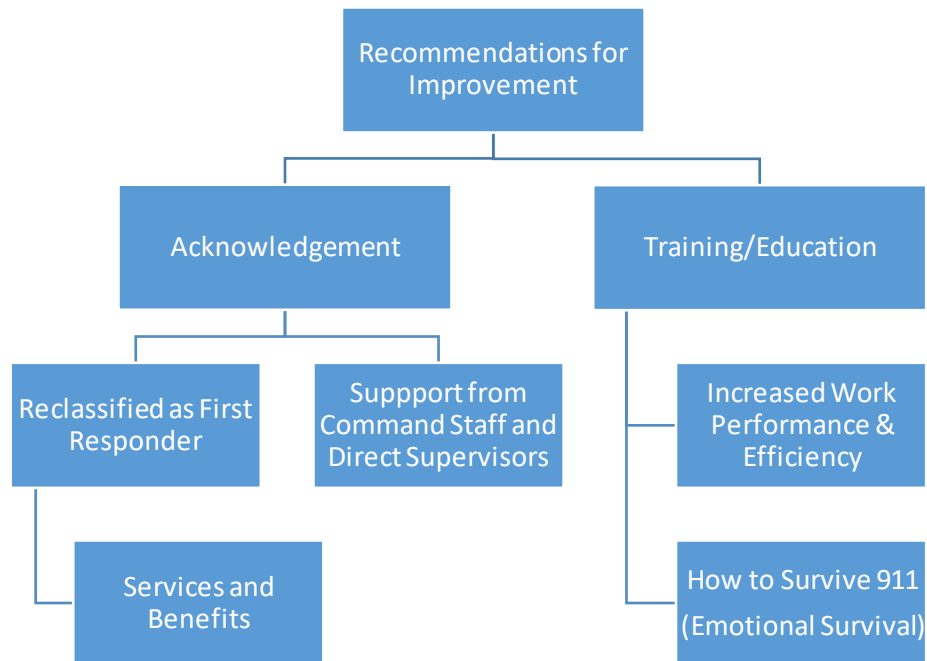 Recommendations for
Improvement
Acknowledgement
Training/Education
Reclassified as First
Responder
Suppport from
Command Staff and
Direct Supervisors
Increased Work
Performance &
Efficiency
Services and
Benefits
How to Survive 911
(Emotional Survival)